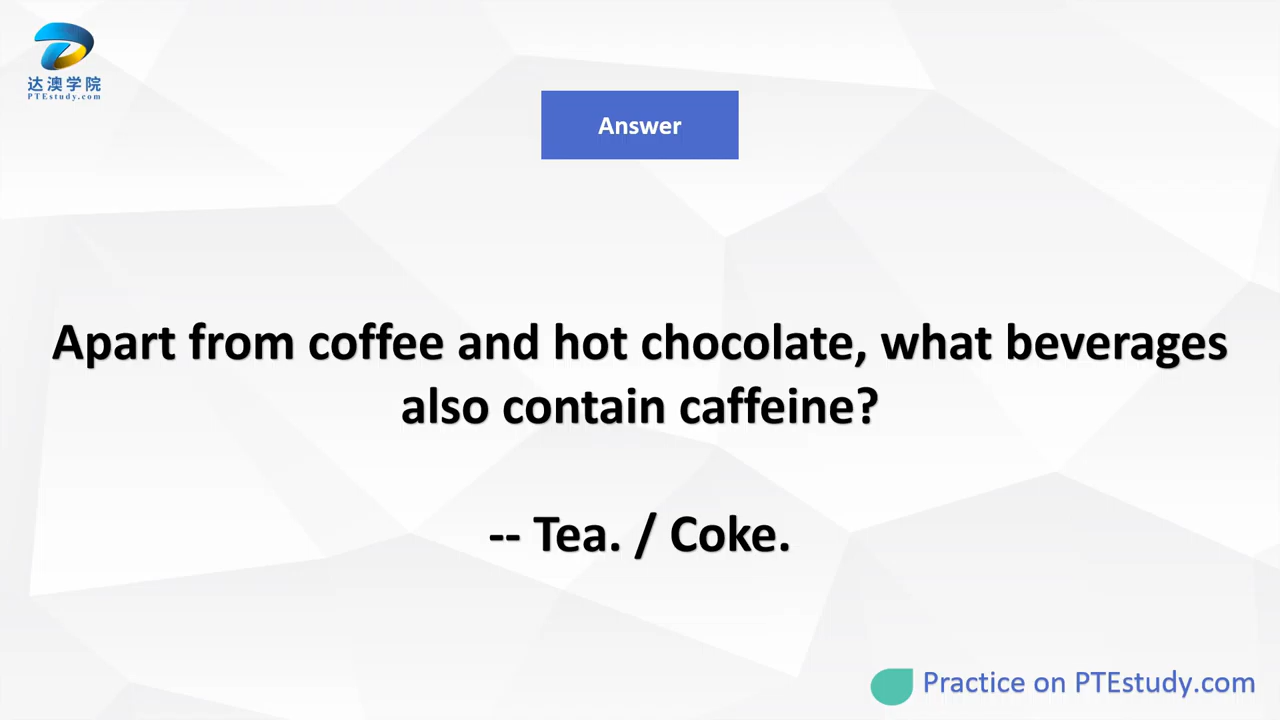 达澳学院
PTEstudy.com
Answer
Apart from coffee and hot chocolate, what beverages
also contain caffeine?
-- Tea. / Coke.
Practice on PTEstudy.com